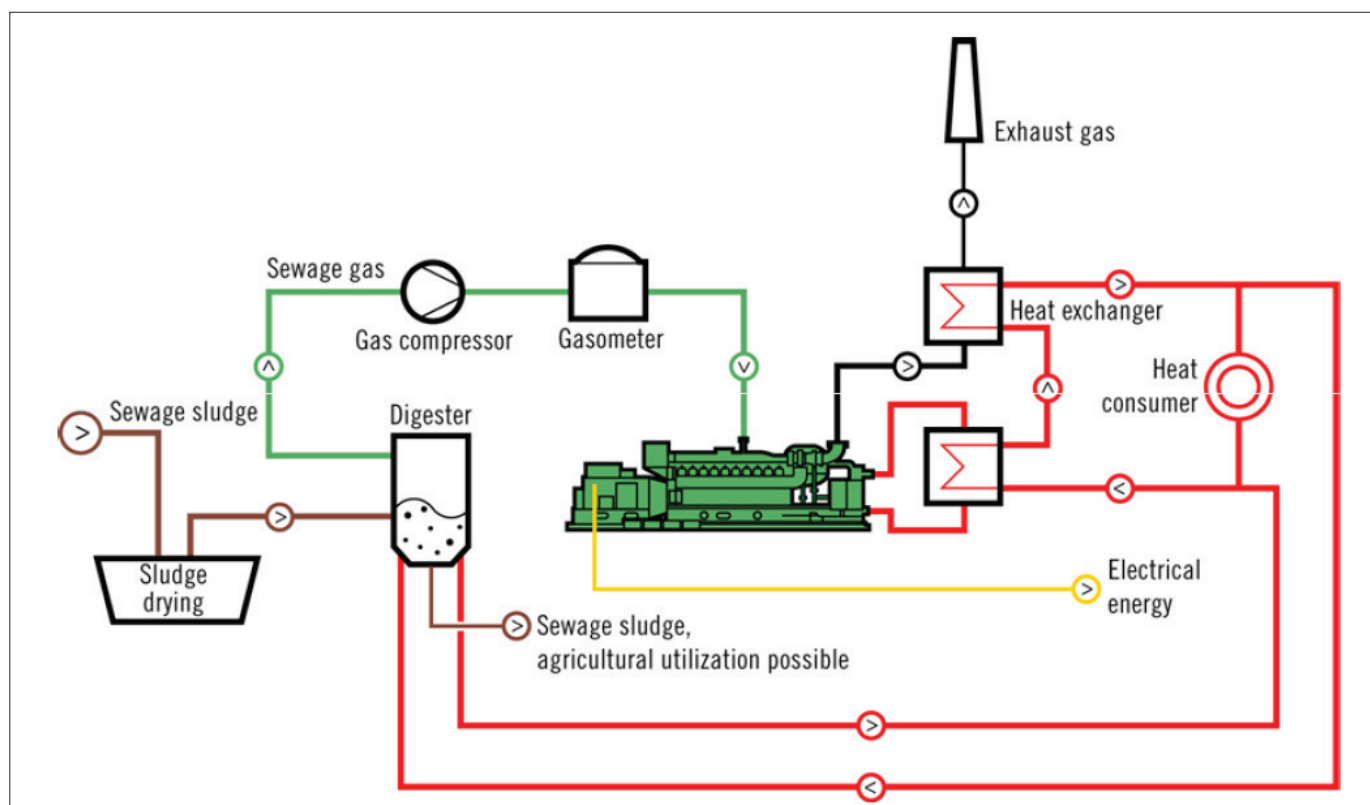 Exhaust gas
Sewage gas
Heat exchanger
Gas compressor
Gasometer
Heat
consumer
Sewage sludge
Digester
Sludge
drying
Electrical
energy
Sewage sludge,
agricultural utilization possible